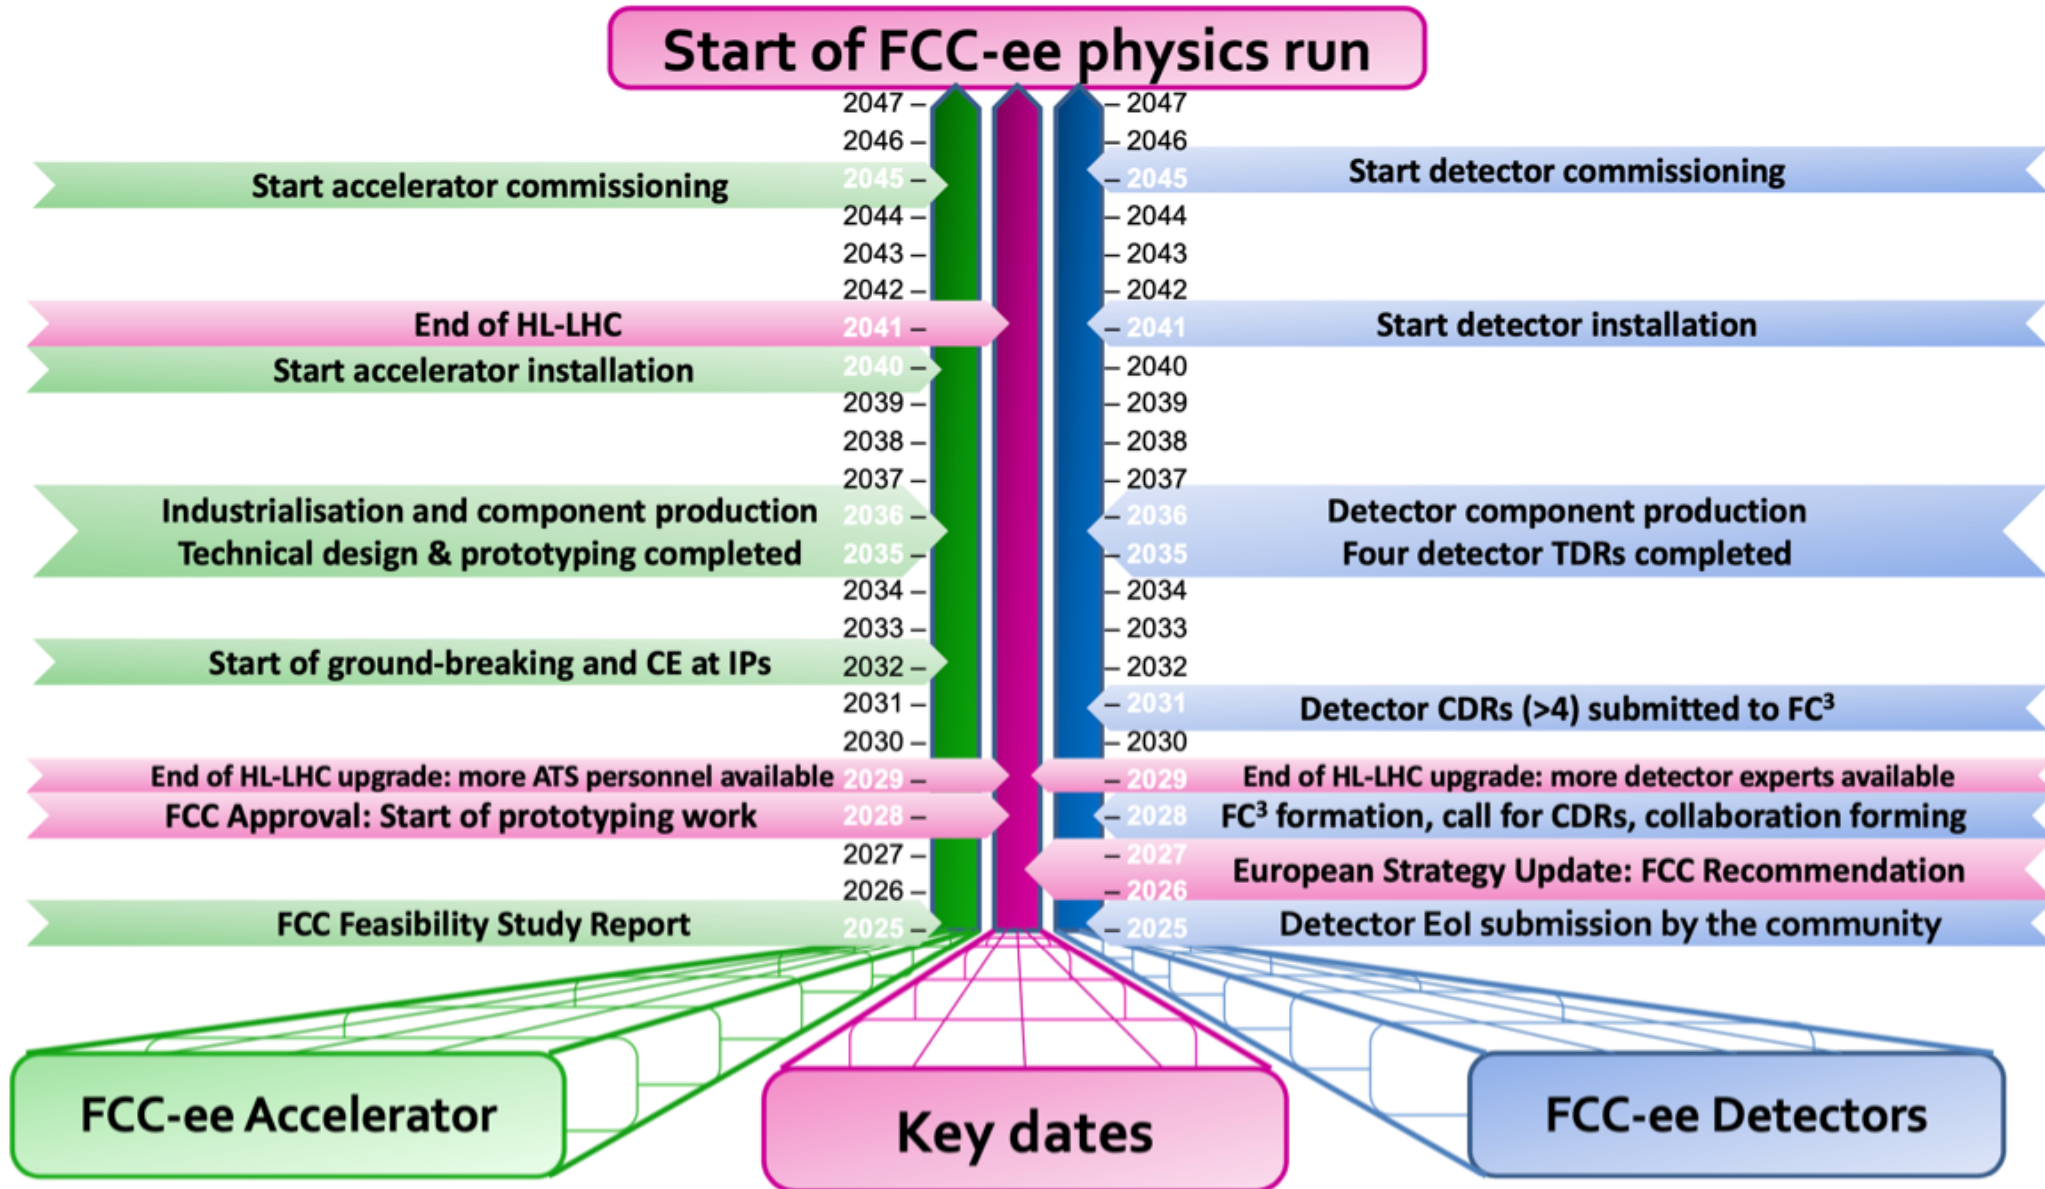 Start of FCC-ee physics run
2047 – – 2047
2046 – – 2046
Start accelerator commissioning 2045 – – 2045 Start detector commissioning
2044 – – 2044
2043 – – 2043
2042 – – 2042
End of HL-LHC 2041 – – 2041 Start detector installation
Start accelerator installation 2040 – – 2040
2039 – – 2039
2038 – – 2038
2037 – – 2037
Industrialisation and component production 2036 – – 2036 Detector component production
Technical design & prototyping completed 2035 – – 2035 Four detector TDRs completed
2034 – – 2034
2033 – – 2033
Start of ground-breaking and CE at IPs 2032 – – 2032
2031 – – 2031 Detector CDRs (>4) submitted to FC³
2030 – – 2030
End of HL-LHC upgrade: more ATS personnel available 2029 – – 2029 End of HL-LHC upgrade: more detector experts available
FCC Approval: Start of prototyping work 2028 – – 2028 FC³ formation, call for CDRs, collaboration forming
2027 – – 2027
European Strategy Update: FCC Recommendation
2026 – – 2026
FCC Feasibility Study Report 2025 – – 2025 Detector EoI submission by the community
FCC-ee Accelerator
Key dates
FCC-ee Detectors